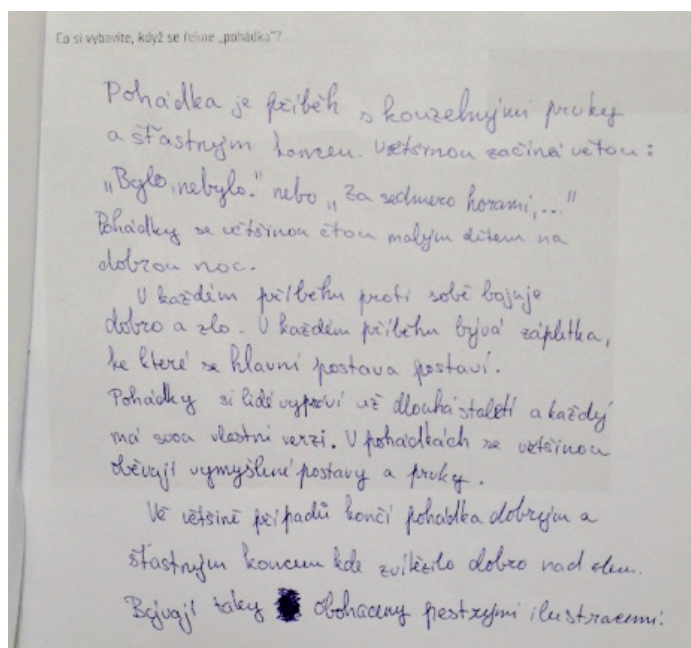 Co si vybavíte, když se řekne „pohádka“?
Pohádka je příběh s kouzelnými prvky
a šťastným koncem. Většinou začíná větou:
„Bylo, nebylo.“ nebo „Za sedmero horami,...“
Pohádky se většinou čtou malým dětem na
dobrou noc.
V každém příběhu proti sobě bojuje
dobro a zlo. V každém příběhu bývá zápletka,
ke které se hlavní postava postaví.
Pohádky si lidé vypráví už dlouhá staletí a každý
má svou vlastní verzi. V pohádkách se většinou
oběvují vymyšlené postavy a prvky.
Ve většině případů končí pohádka dobrým a
šťastným koncem kde zvítězilo dobro nad zlem.
Bývají taky obohaceny pestrými ilustracemi.